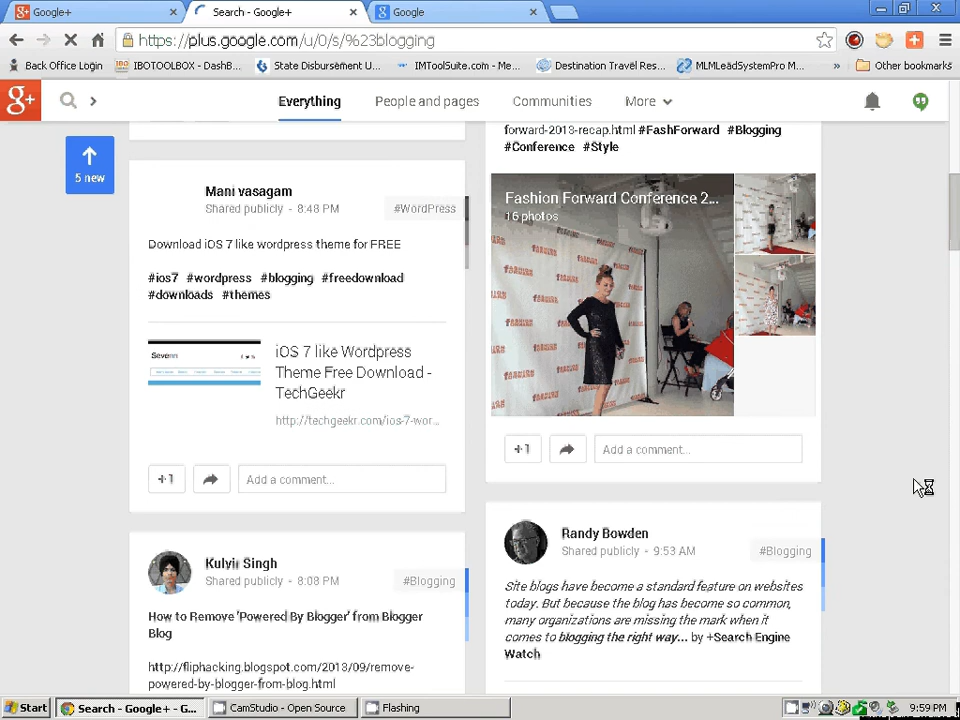 Google+
Search - Google+
Google
https://plus.google.com/u/0/s/%23blogging
Back Office Login
IBOTOOLBOX - DashB...
State Disbursement U...
IMToolSuite.com - Me...
Destination Travel Res...
MLMLeadSystemPro M...
»
Other bookmarks
g+
Everything
People and pages
Communities
More
5 new
Mani vasagam
Shared publicly - 8:48 PM
#WordPress
Download iOS 7 like wordpress theme for FREE
#ios7 #wordpress #blogging #freedownload
#downloads #themes
Severn
iOS 7 like Wordpress
Theme Free Download -
TechGeekr
http://techgeekr.com/ios-7-wor...
+1
Add a comment...
Kulvir Singh
Shared publicly - 8:08 PM
#Blogging
How to Remove 'Powered By Blogger' from Blogger
Blog
http://fliphacking.blogspot.com/2013/09/remove-
powered-by-blogger-from-blog.html
forward-2013-recap.html #FashForward #Blogging
#Conference #Style
Fashion Forward Conference 2...
16 photos
+1
Add a comment...
Randy Bowden
Shared publicly - 9:53 AM
#Blogging
Site blogs have become a standard feature on websites
today. But because the blog has become so common,
many organizations are missing the mark when it
comes to blogging the right way... by +Search Engine
Watch
Start
Search - Google+ - G...
CamStudio - Open Source
Flashing
9:59 PM